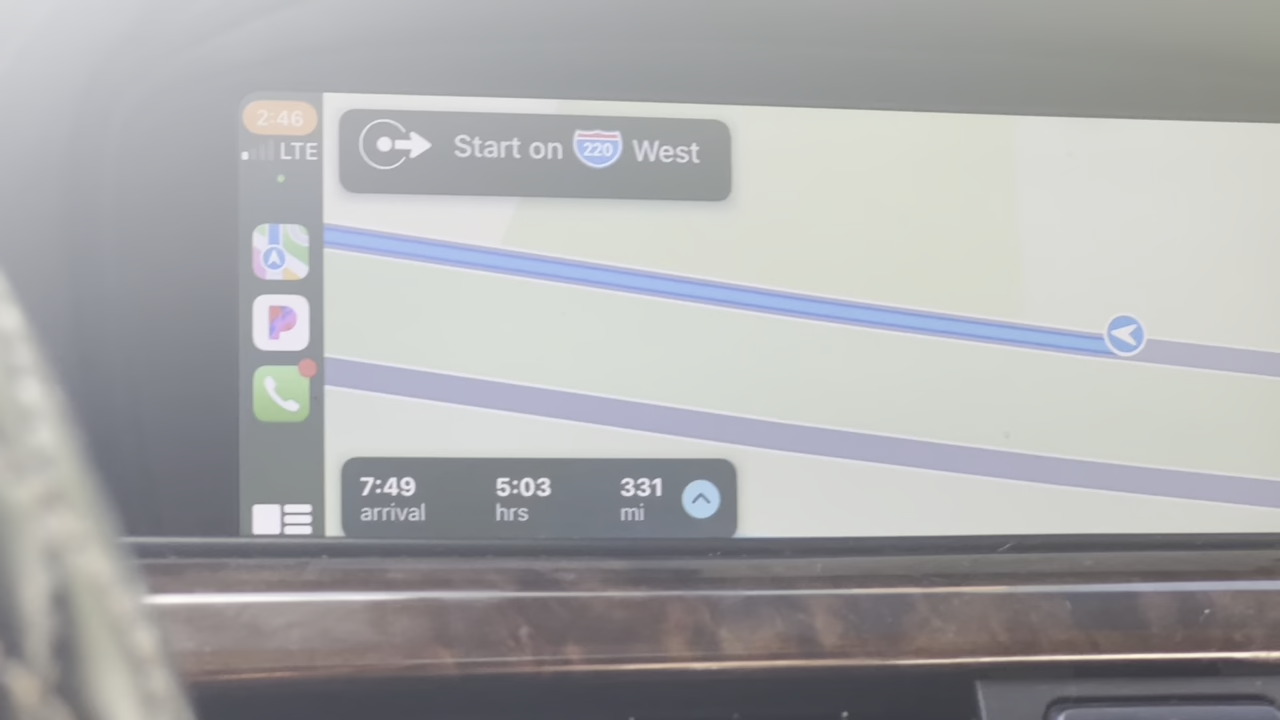 2:46
LTE
Start on 220 West
P
7:49 5:03 331
arrival hrs mi